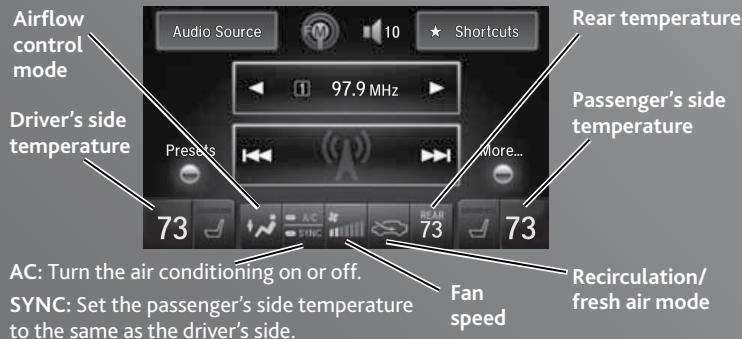 Airflow
control
mode
Rear temperature
Audio Source
FM
10
★ Shortcuts
1 97.9 MHz
Driver's side
temperature
Passenger's side
temperature
Presets
More...
73
A/C
SYNC
REAR
73
73
AC: Turn the air conditioning on or off.
SYNC: Set the passenger's side temperature
to the same as the driver's side.
Fan
speed
Recirculation/
fresh air mode